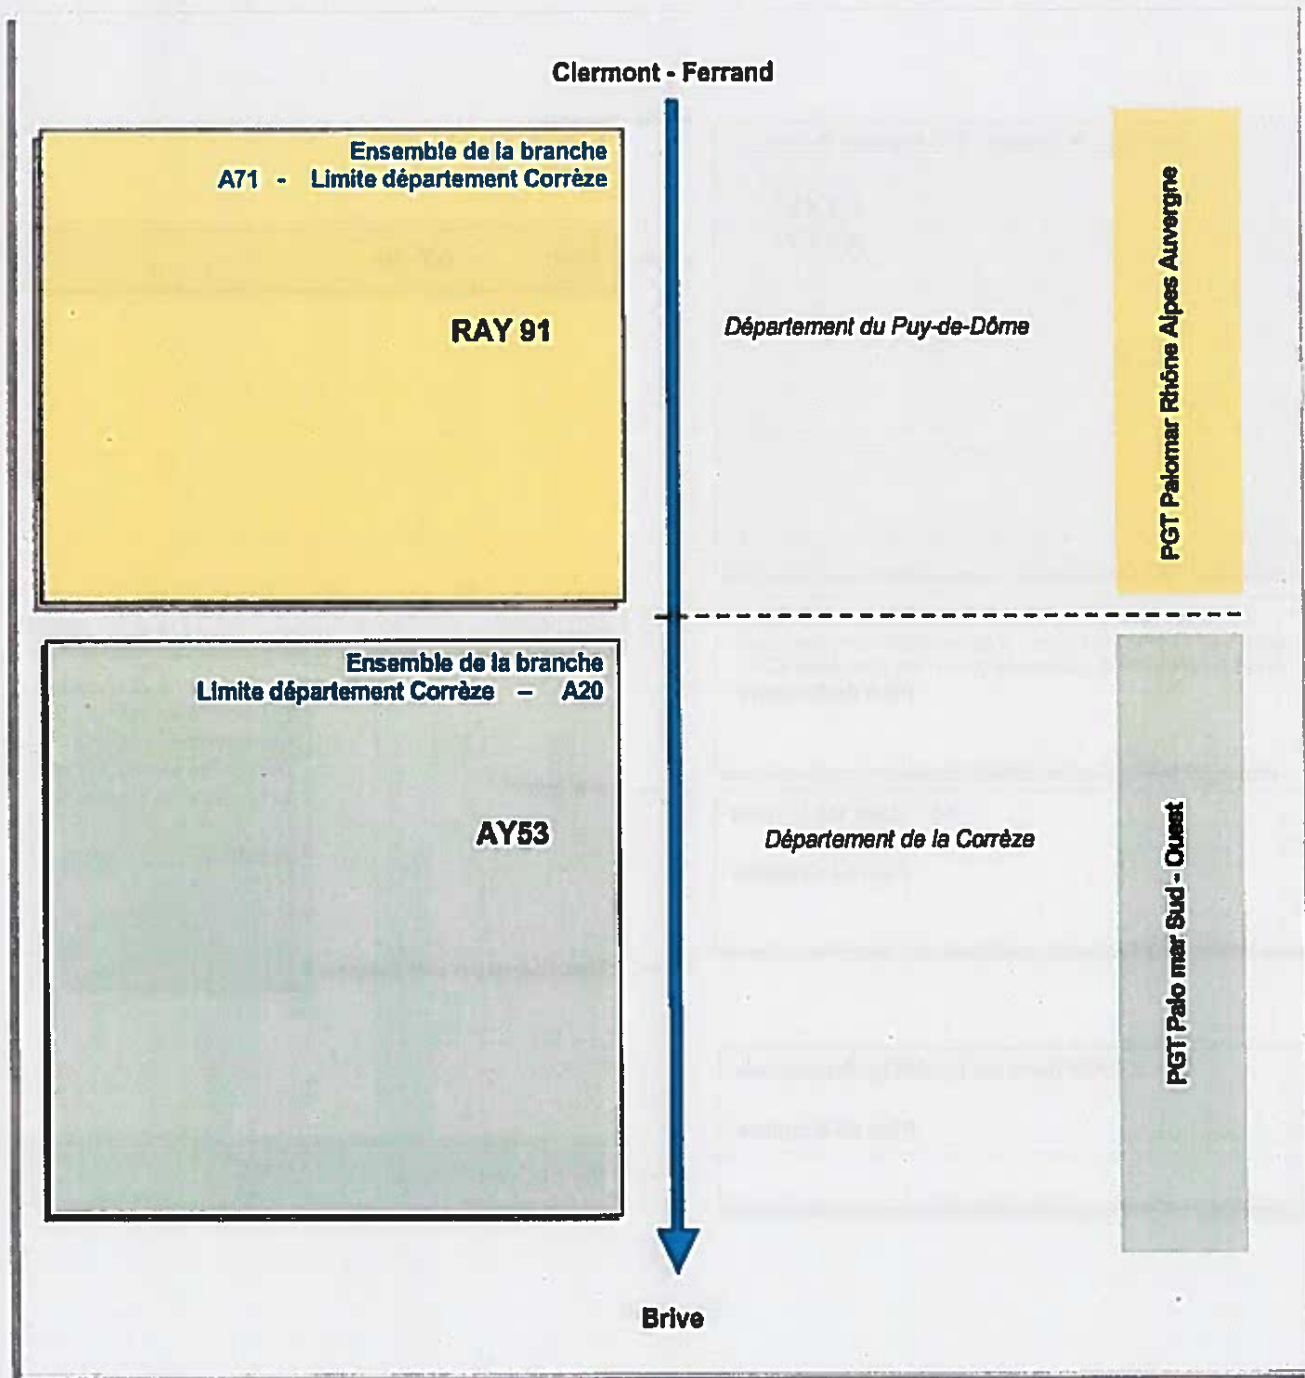 Clermont - Ferrand
Ensemble de la branche
A71 - Limite département Corrèze
RAY 91
Département du Puy-de-Dôme
PGT Palomar Rhône Alpes Auvergne
Ensemble de la branche
Limite département Corrèze – A20
AY53
Département de la Corrèze
PGT Palo mar Sud - Ouest
Brive